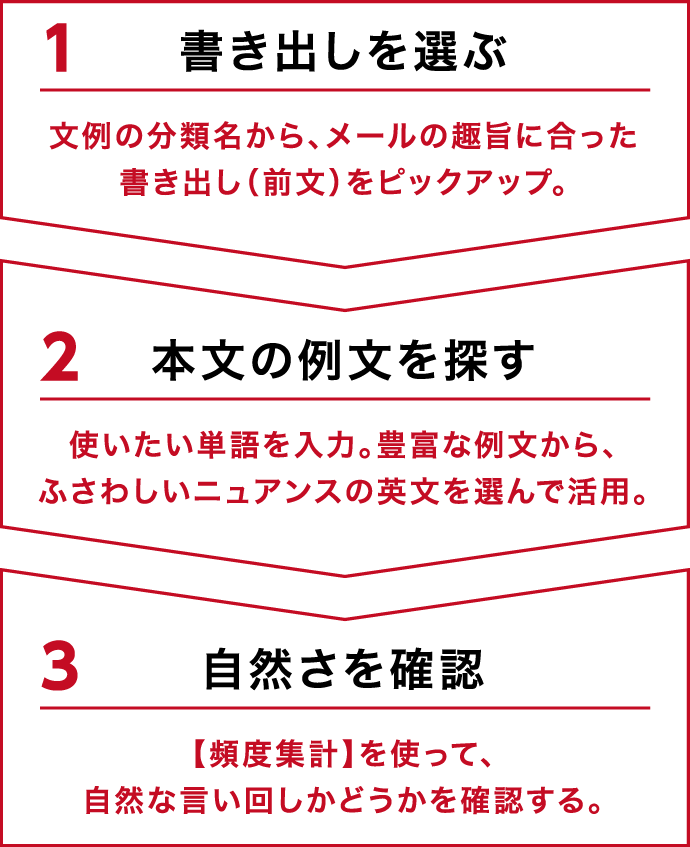 1 書き出しを選ぶ
文例の分類名から、メールの趣旨に合った
書き出し(前文)をピックアップ。
2 本文の例文を探す
使いたい単語を入力。豊富な例文から、
ふさわしいニュアンスの英文を選んで活用。
3 自然さを確認
【頻度集計】を使って、
自然な言い回しかどうかを確認する。